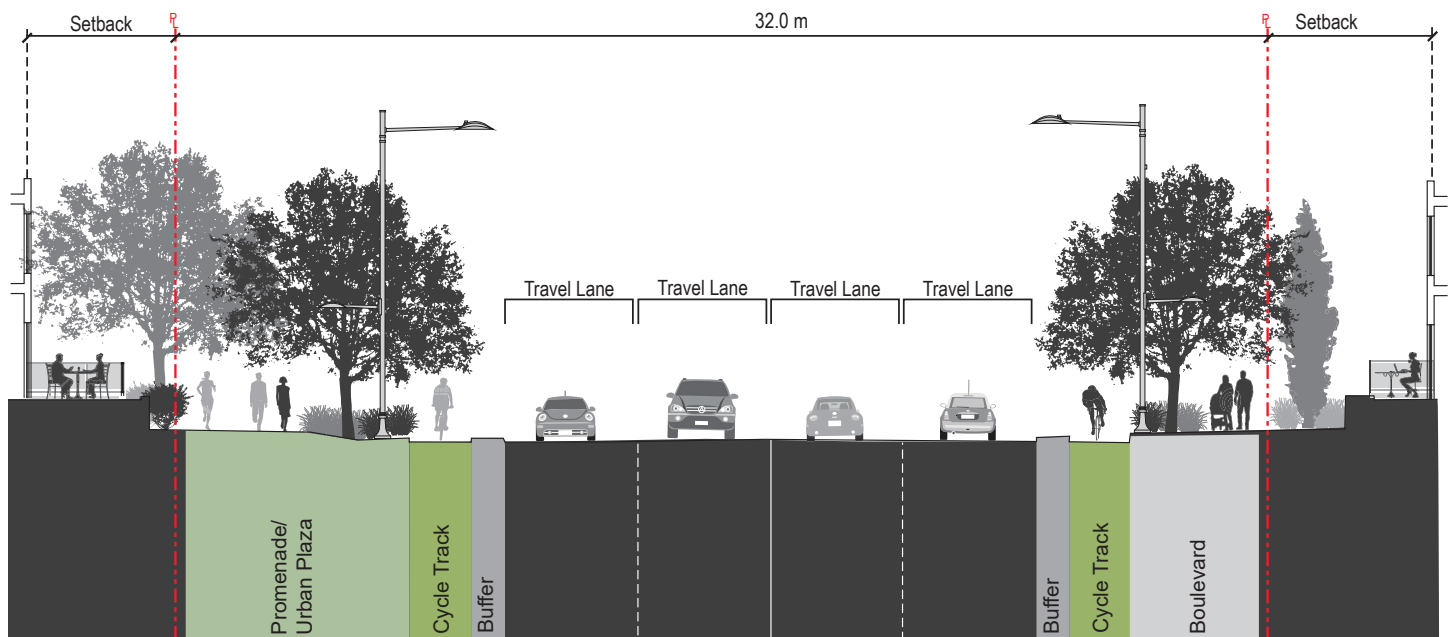 Setback
PL
32.0 m
PL
Setback
Travel Lane
Travel Lane
Travel Lane
Travel Lane
Promenade/
Urban Plaza
Cycle Track
Buffer
Buffer
Cycle Track
Boulevard